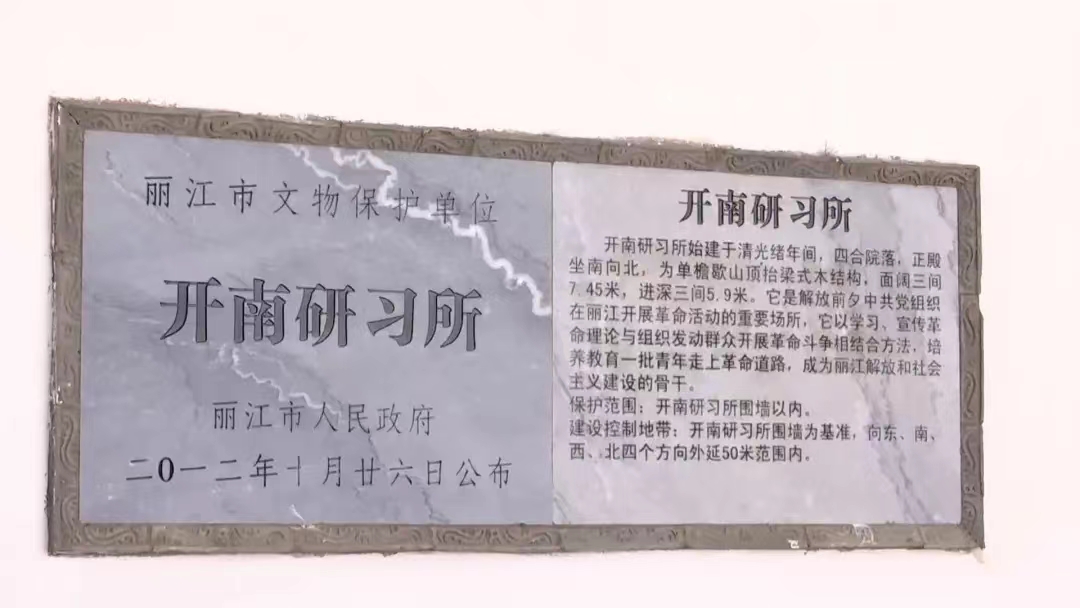 丽江市文物保护单位
开南研习所
丽江市人民政府
二0一二年十月廿六日公布
开南研习所
开南研习所始建于清光绪年间，四合院落，正殿
坐南向北，为单檐歇山顶抬梁式木结构，面阔三间
7.45米，进深三间5.9米。它是解放前夕中共党组织
在丽江开展革命活动的重要场所，它以学习、宣传革
命理论与组织发动群众开展革命斗争相结合方法，培
养教育一批青年走上革命道路，成为丽江解放和社会
主义建设的骨干。
保护范围：开南研习所围墙以内。
建设控制地带：开南研习所围墙为基准，向东、南、
西、北四个方向外延50米范围内。